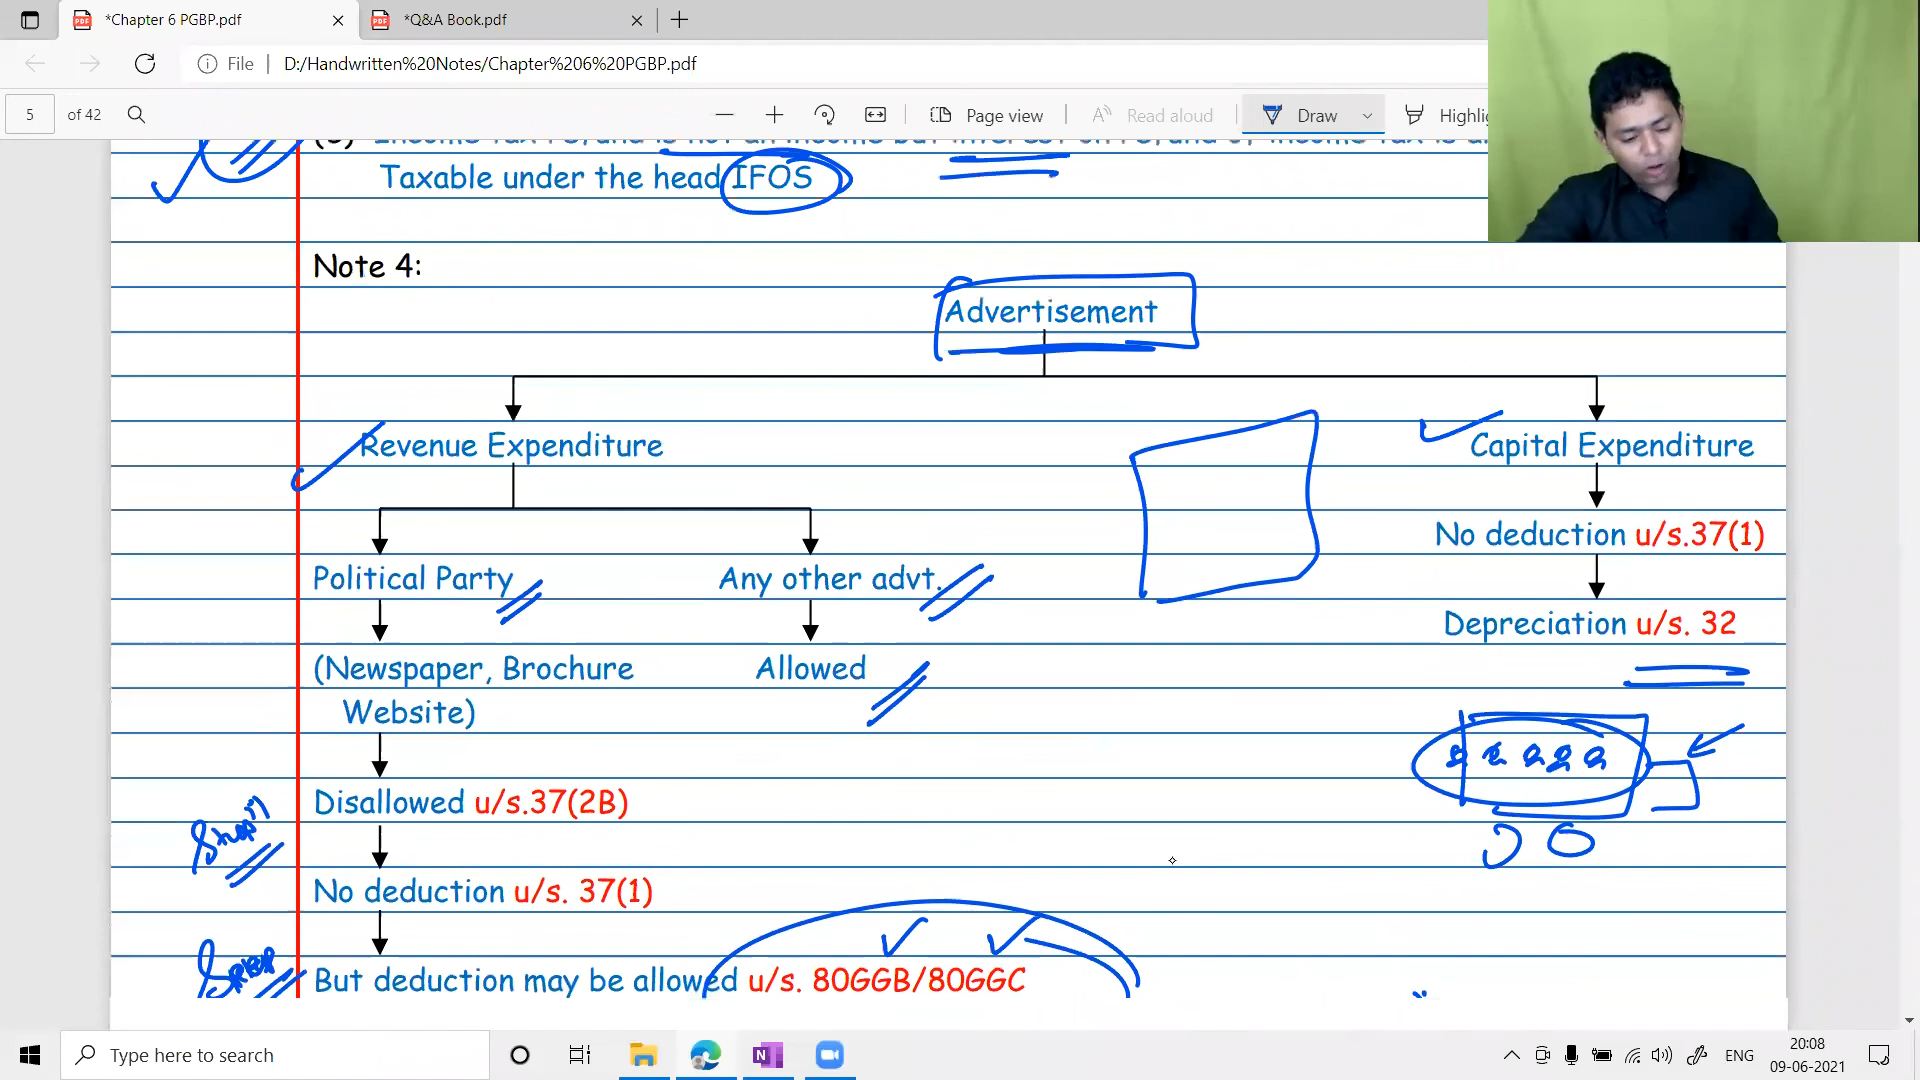 *Chapter 6 PGBP.pdf
*Q&A Book.pdf
File
D:/Handwritten%20Notes/Chapter%206%20PGBP.pdf
5 of 42
Page view
Read aloud
Draw
Taxable under the head IFOS
Note 4:
Advertisement
Revenue Expenditure
Capital Expenditure
No deduction u/s.37(1)
Political Party
Any other advt.
Depreciation u/s. 32
(Newspaper, Brochure
Allowed
Website)
Disallowed u/s.37(2B)
No deduction u/s. 37(1)
But deduction may be allowed u/s. 80GGB/80GGC
Type here to search
ENG
20:08
09-06-2021